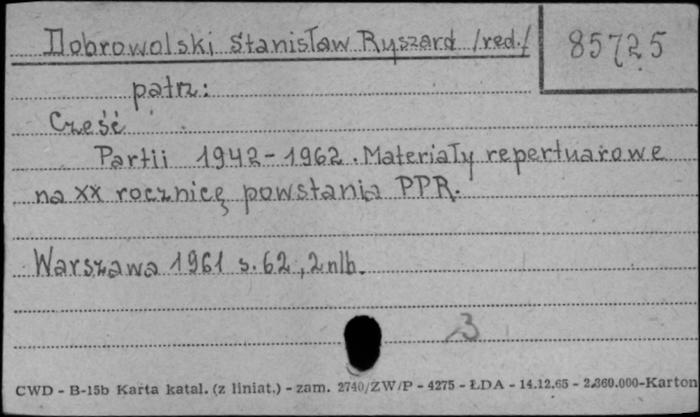 Dobrowolski Stanisław Ryszard /red./
85725
patrz:
Cześć
Partii 1942-1962. Materiały repertuarowe
na XX rocznicę powstania PPR.
Warszawa 1961 s. 62, 2 nlb.
3
CWD - B-15b Karta katal. (z liniat.) - zam. 2740/ZW/P - 4275 - ŁDA - 14.12.65 - 2.360.000-Karton